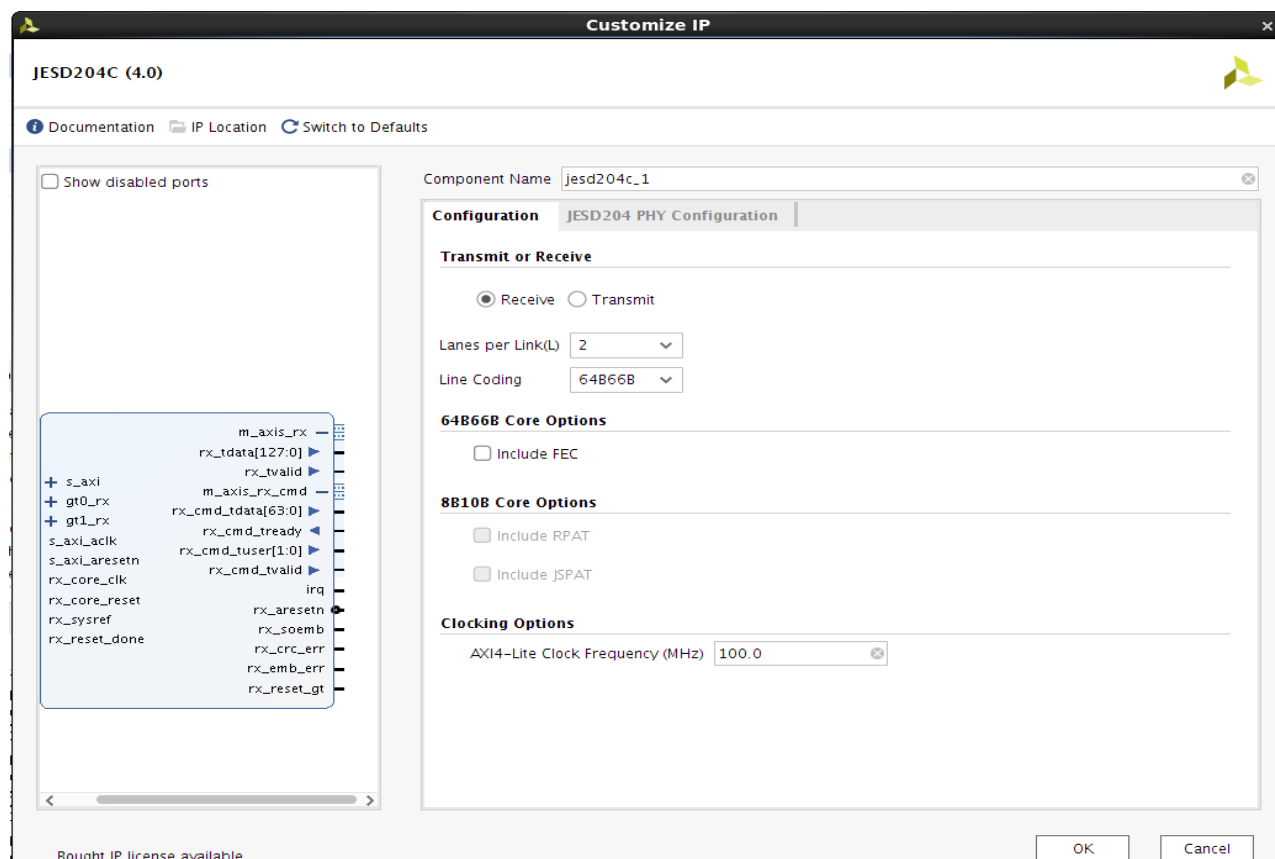 Customize IP
JESD204C (4.0)
Documentation IP Location Switch to Defaults
Show disabled ports
m_axis_rx
rx_tdata[127:0]
rx_tvalid
m_axis_rx_cmd
rx_cmd_tdata[63:0]
rx_cmd_tready
rx_cmd_tuser[1:0]
rx_cmd_tvalid
irq
rx_aresetn
rx_soemb
rx_crc_err
rx_emb_err
rx_reset_gt
s_axi
gt0_rx
gt1_rx
s_axi_aclk
s_axi_aresetn
rx_core_clk
rx_core_reset
rx_sysref
rx_reset_done
Component Name jesd204c_1
Configuration JESD204 PHY Configuration
Transmit or Receive
Receive Transmit
Lanes per Link(L) 2
Line Coding 64B66B
64B66B Core Options
Include FEC
8B10B Core Options
Include RPAT
Include JSPAT
Clocking Options
AXI4-Lite Clock Frequency (MHz) 100.0
Bought IP license available
OK Cancel